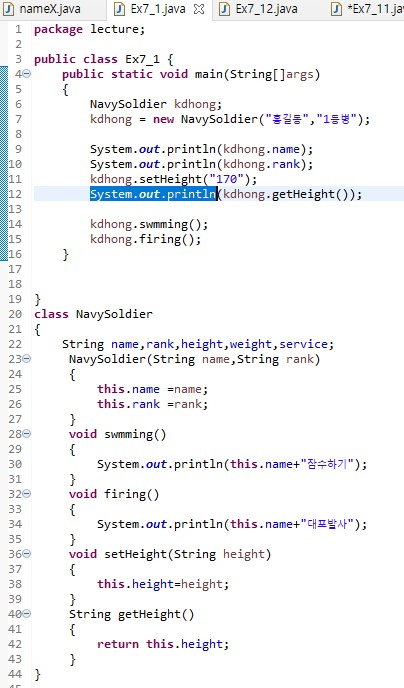 nameX.java Ex7_1.java Ex7_12.java *Ex7_11.jav
1 package lecture;
2
3 public class Ex7_1 {
4 public static void main(String[]args)
5 {
6 NavySoldier kdhong;
7 kdhong = new NavySoldier("홍길동","1등병");
8
9 System.out.println(kdhong.name);
10 System.out.println(kdhong.rank);
11 kdhong.setHeight("170");
12 System.out.println(kdhong.getHeight());
13
14 kdhong.swmming();
15 kdhong.firing();
16 }
17
18
19 }
20 class NavySoldier
21 {
22 String name,rank,height,weight,service;
23 NavySoldier(String name,String rank)
24 {
25 this.name =name;
26 this.rank =rank;
27 }
28 void swmming()
29 {
30 System.out.println(this.name+"잠수하기");
31 }
32 void firing()
33 {
34 System.out.println(this.name+"대포발사");
35 }
36 void setHeight(String height)
37 {
38 this.height=height;
39 }
40 String getHeight()
41 {
42 return this.height;
43 }
44 }